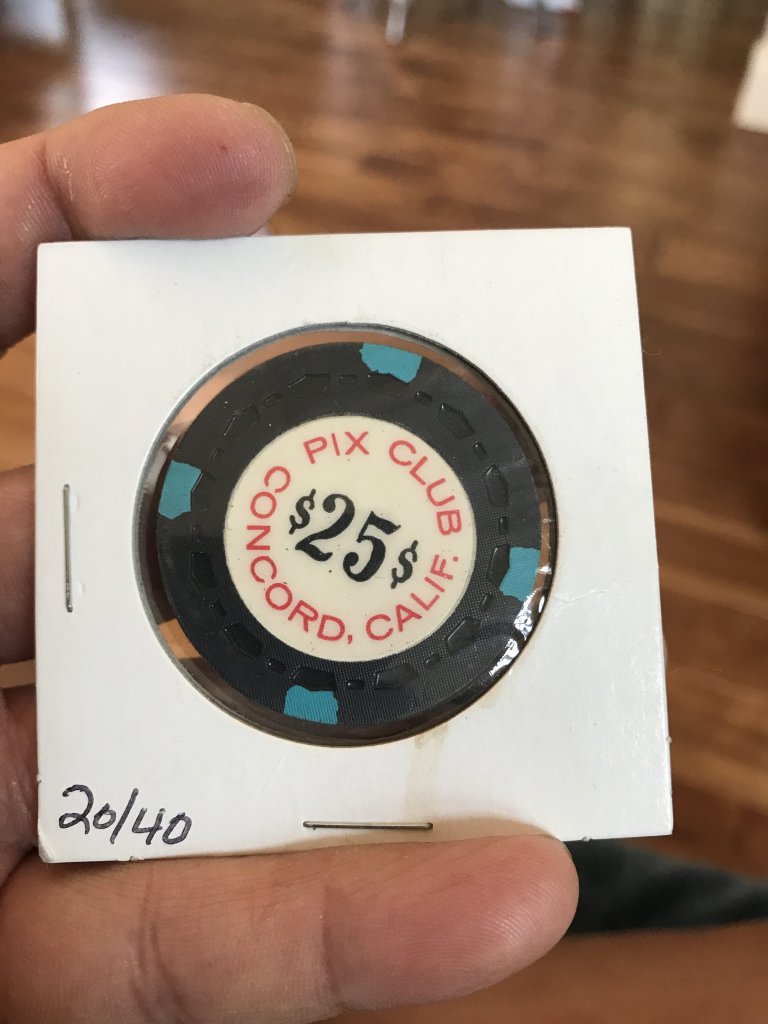 PIX CLUB
$25$
CONCORD, CALIF.
20/40